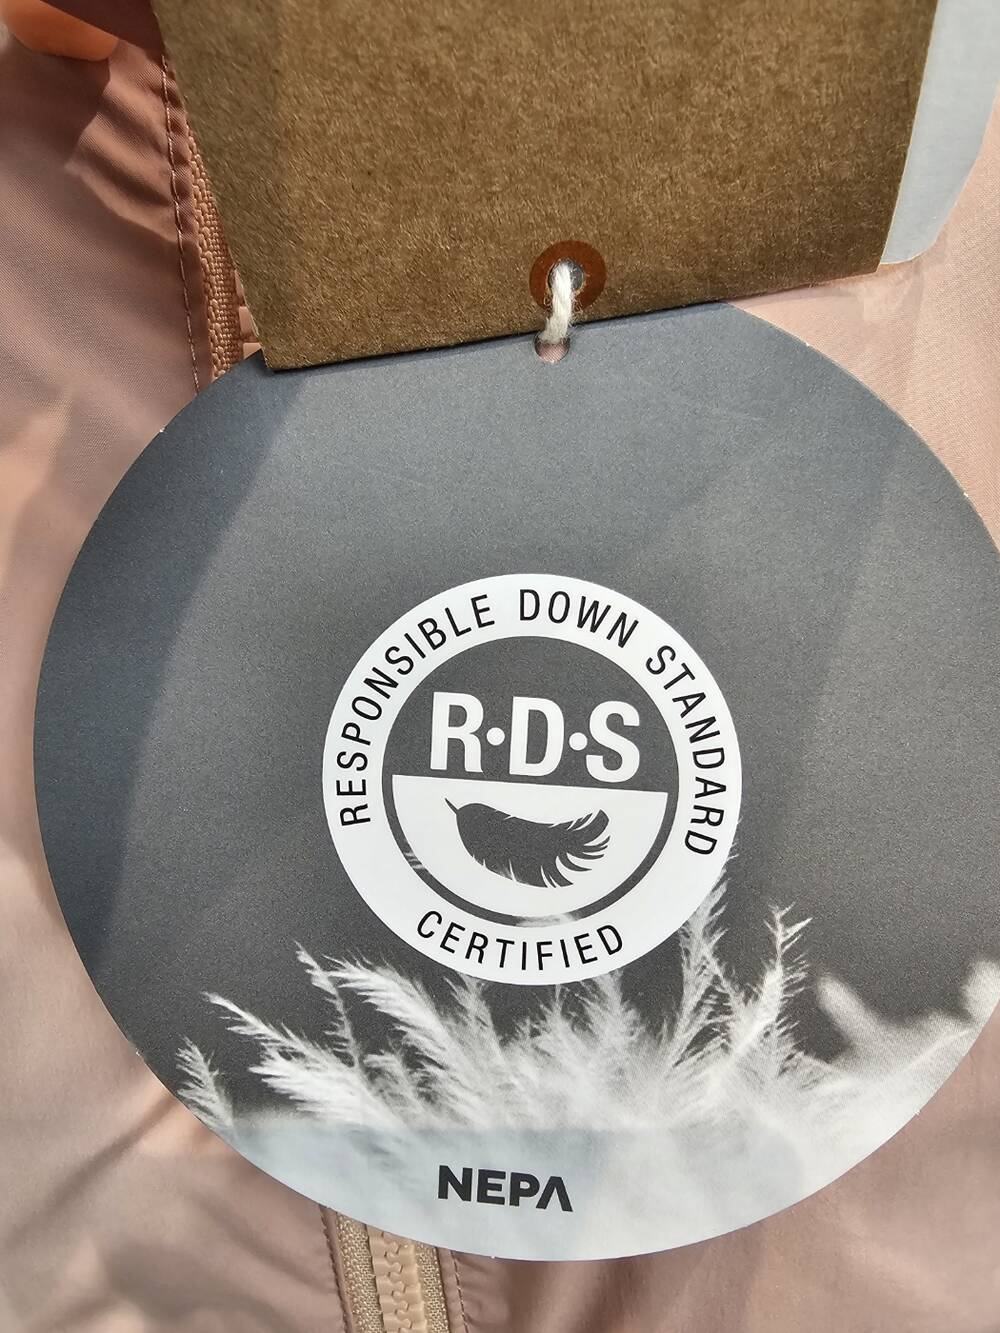 RESPONSIBLE DOWN STANDARD
R·D·S
CERTIFIED
NEPA